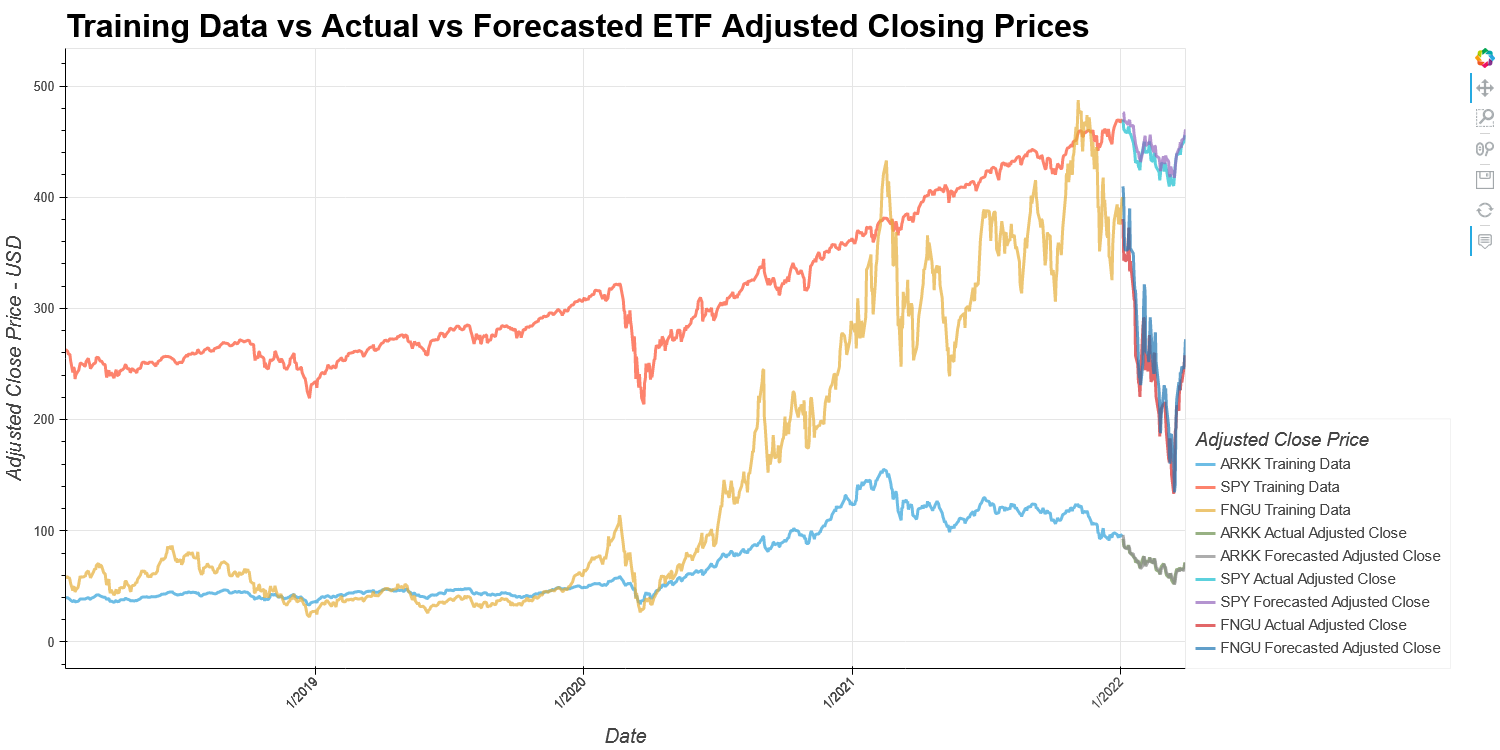 Training Data vs Actual vs Forecasted ETF Adjusted Closing Prices
Adjusted Close Price - USD
500
400
300
200
100
0
1/2019
1/2020
1/2021
1/2022
Date
Adjusted Close Price
ARKK Training Data
SPY Training Data
FNGU Training Data
ARKK Actual Adjusted Close
ARKK Forecasted Adjusted Close
SPY Actual Adjusted Close
SPY Forecasted Adjusted Close
FNGU Actual Adjusted Close
FNGU Forecasted Adjusted Close